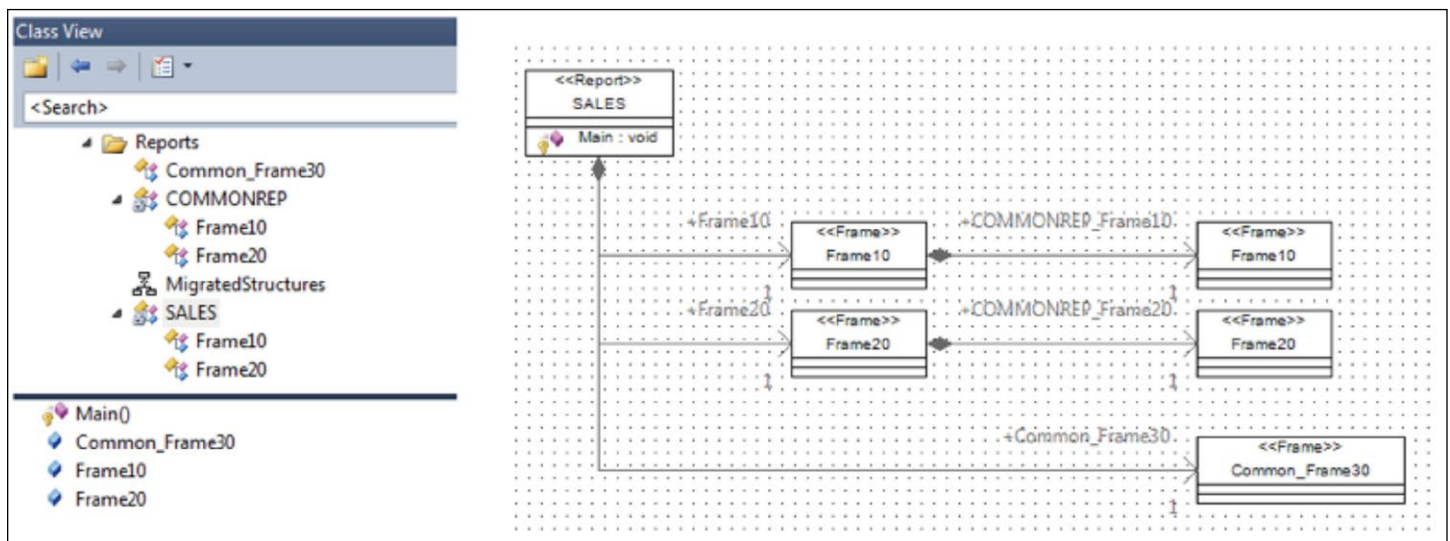 Class View
<Search>
Reports
Common_Frame30
COMMONREP
Frame10
Frame20
MigratedStructures
SALES
Frame10
Frame20
Main()
Common_Frame30
Frame10
Frame20
<<Report>>
SALES
Main : void
+Frame10
1
<<Frame>>
Frame10
+COMMONREP_Frame10
1
<<Frame>>
Frame10
+Frame20
1
<<Frame>>
Frame20
+COMMONREP_Frame20
1
<<Frame>>
Frame20
+Common_Frame30
1
<<Frame>>
Common_Frame30